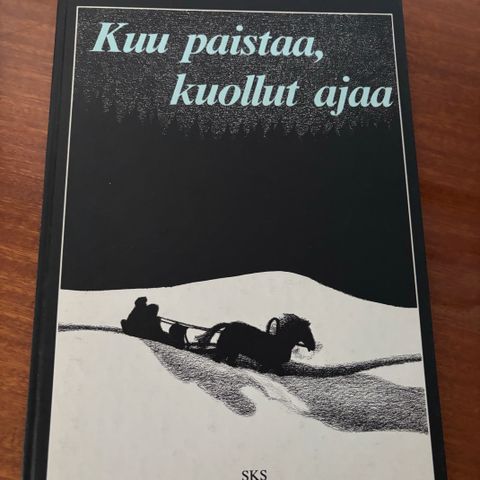 Kuu paistaa,
kuollut ajaa
SKS